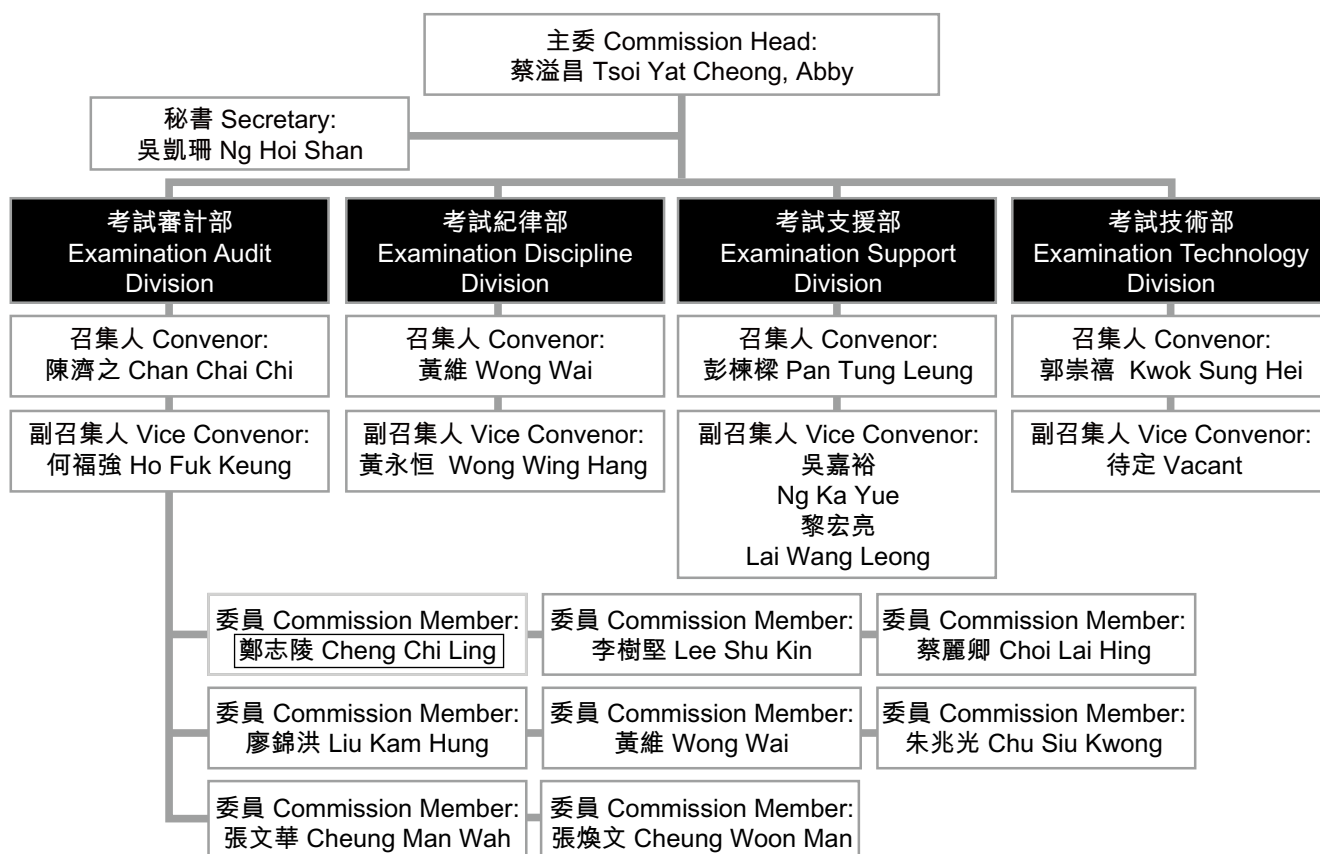 主委 Commission Head:
蔡溢昌 Tsoi Yat Cheong, Abby
秘書 Secretary:
吳凱珊 Ng Hoi Shan
考試審計部
Examination Audit
Division
考試紀律部
Examination Discipline
Division
考試支援部
Examination Support
Division
考試技術部
Examination Technology
Division
召集人 Convenor:
陳濟之 Chan Chai Chi
召集人 Convenor:
黃維 Wong Wai
召集人 Convenor:
彭棟樑 Pan Tung Leung
召集人 Convenor:
郭崇禧 Kwok Sung Hei
副召集人 Vice Convenor:
何福強 Ho Fuk Keung
副召集人 Vice Convenor:
黃永恒 Wong Wing Hang
副召集人 Vice Convenor:
吳嘉裕
Ng Ka Yue
黎宏亮
Lai Wang Leong
副召集人 Vice Convenor:
待定 Vacant
委員 Commission Member:
鄭志陵 Cheng Chi Ling
委員 Commission Member:
李樹堅 Lee Shu Kin
委員 Commission Member:
蔡麗卿 Choi Lai Hing
委員 Commission Member:
廖錦洪 Liu Kam Hung
委員 Commission Member:
黃維 Wong Wai
委員 Commission Member:
朱兆光 Chu Siu Kwong
委員 Commission Member:
張文華 Cheung Man Wah
委員 Commission Member:
張煥文 Cheung Woon Man